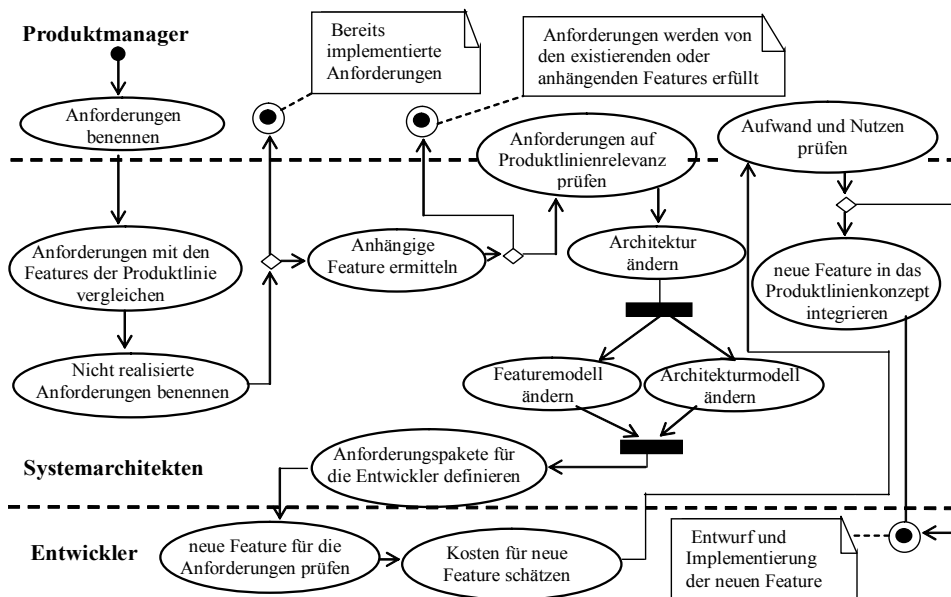 Produktmanager
Bereits
implementierte
Anforderungen
Anforderungen werden von
den existierenden oder
anhängenden Features erfüllt
Anforderungen
benennen
Anforderungen auf
Produktlinienrelevanz
prüfen
Aufwand und Nutzen
prüfen
Anforderungen mit den
Features der Produktlinie
vergleichen
Anhängige
Feature ermitteln
Architektur
ändern
neue Feature in das
Produktlinienkonzept
integrieren
Nicht realisierte
Anforderungen benennen
Featuremodell
ändern
Architekturmodell
ändern
Systemarchitekten
Anforderungspakete für
die Entwickler definieren
Entwickler
neue Feature für die
Anforderungen prüfen
Kosten für neue
Feature schätzen
Entwurf und
Implementierung
der neuen Feature